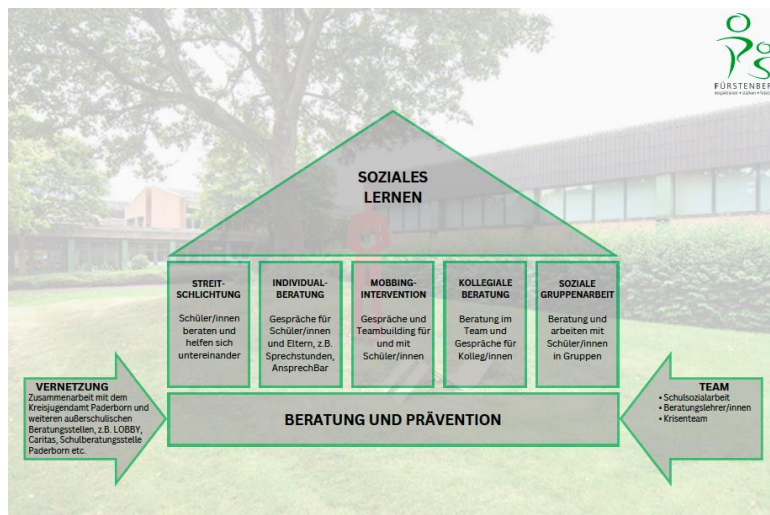 FÜRSTENBER
SOZIALES
LERNEN
STREIT-
SCHLICHTUNG
Schüler/innen
beraten und
helfen sich
untereinander
INDIVIDUAL-
BERATUNG
Gespräche für
Schüler/innen
und Eltern, z.B.
Sprechstunden,
AnsprechBar
MOBBING-
INTERVENTION
Gespräche und
Teambuilding für
und mit
Schüler/innen
KOLLEGIALE
BERATUNG
Beratung im
Team und
Gespräche für
Kolleg/innen
SOZIALE
GRUPPENARBEIT
Beratung und
arbeiten mit
Schüler/innen
in Gruppen
VERNETZUNG
Zusammenarbeit mit dem
Kreisjugendamt Paderborn und
weiteren außerschulischen
Beratungsstellen, z.B. LOBBY,
Caritas, Schulberatungsstelle
Paderborn etc.
BERATUNG UND PRÄVENTION
TEAM
• Schulsozialarbeit
• Beratungslehrer/innen
• Krisenteam